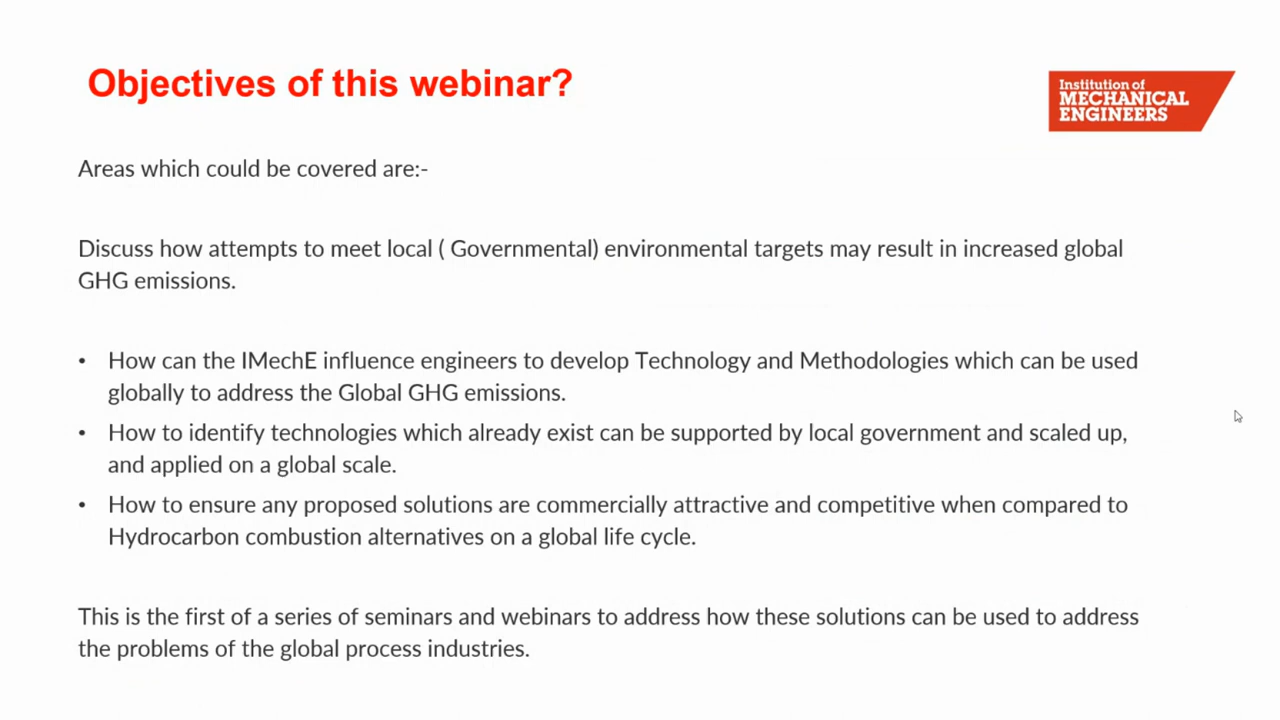 Objectives of this webinar?
Institution of
MECHANICAL
ENGINEERS
Areas which could be covered are:-
Discuss how attempts to meet local ( Governmental) environmental targets may result in increased global
GHG emissions.
• How can the IMechE influence engineers to develop Technology and Methodologies which can be used
globally to address the Global GHG emissions.
• How to identify technologies which already exist can be supported by local government and scaled up,
and applied on a global scale.
• How to ensure any proposed solutions are commercially attractive and competitive when compared to
Hydrocarbon combustion alternatives on a global life cycle.
This is the first of a series of seminars and webinars to address how these solutions can be used to address
the problems of the global process industries.